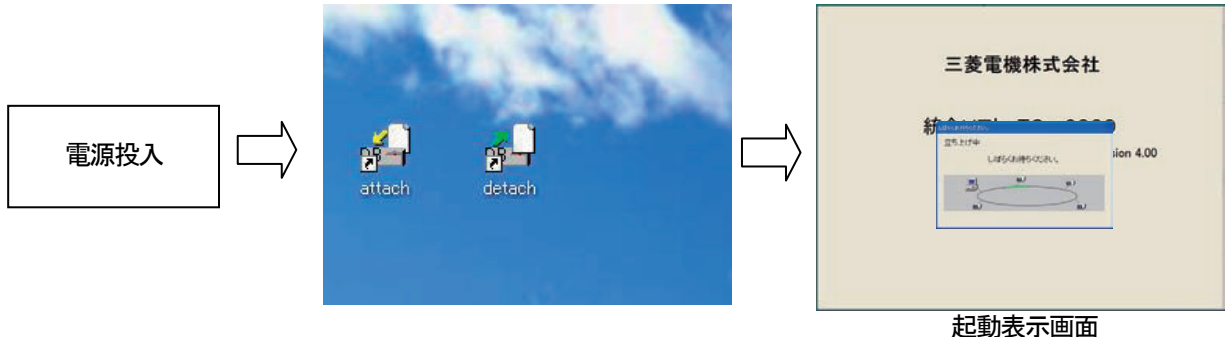 電源投入
attach
detach
三菱電機株式会社
統合
sion 4.00
立ち上げ中
しばらくお待ちください。
起動表示画面